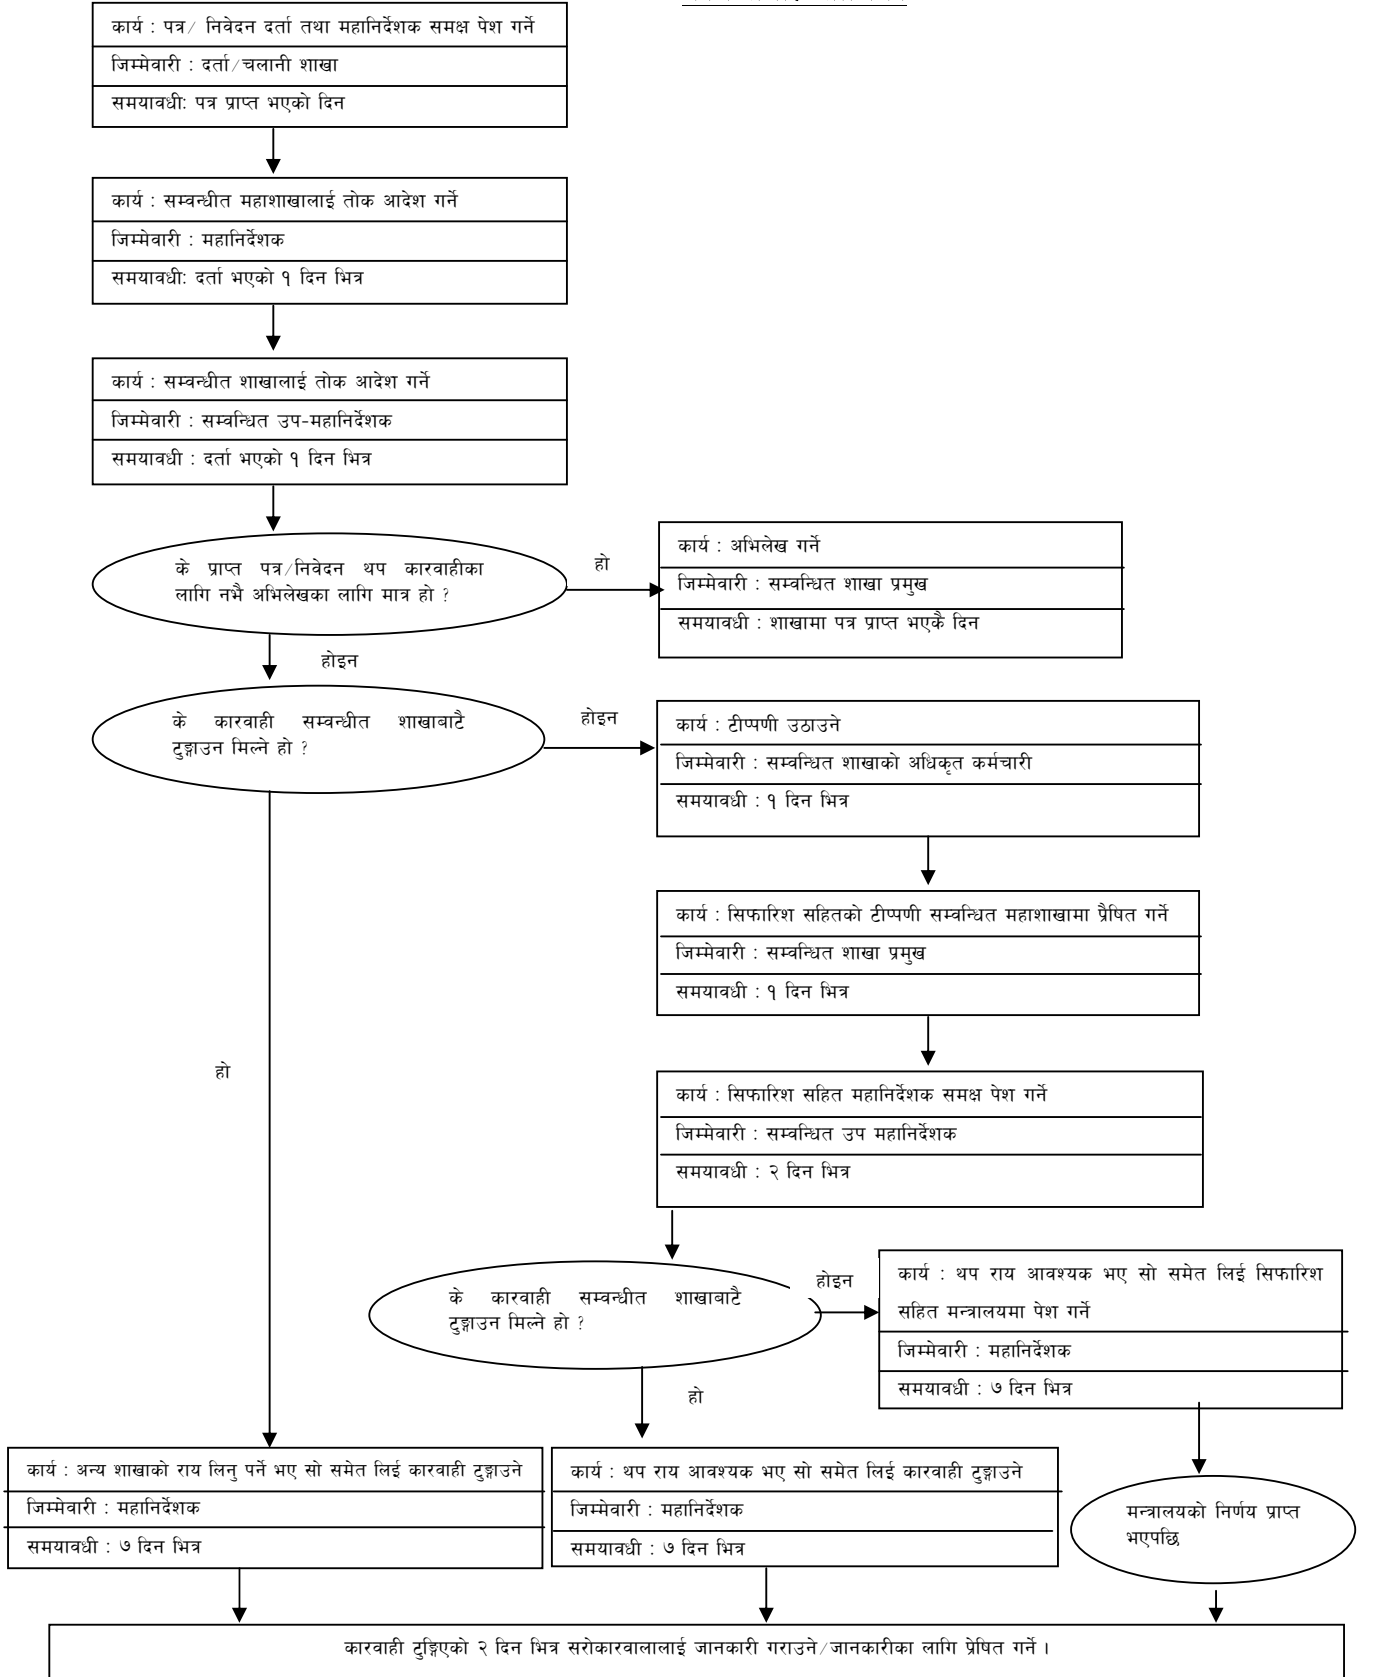 कार्य : पत्र/ निवेदन दर्ता तथा महानिर्देशक समक्ष पेश गर्ने
जिम्मेवारी : दर्ता/चलानी शाखा
समयावधी: पत्र प्राप्त भएको दिन
कार्य : सम्वन्धीत महाशाखालाई तोक आदेश गर्ने
जिम्मेवारी : महानिर्देशक
समयावधी: दर्ता भएको १ दिन भित्र
कार्य : सम्वन्धीत शाखालाई तोक आदेश गर्ने
जिम्मेवारी : सम्वन्धित उप-महानिर्देशक
समयावधी : दर्ता भएको १ दिन भित्र
के प्राप्त पत्र/निवेदन थप कारवाहीका
लागि नभै अभिलेखका लागि मात्र हो ?
हो
कार्य : अभिलेख गर्ने
जिम्मेवारी : सम्वन्धित शाखा प्रमुख
समयावधी : शाखामा पत्र प्राप्त भएकै दिन
होइन
के कारवाही सम्वन्धीत शाखाबाटै
टुङ्गाउन मिल्ने हो ?
होइन
कार्य : टीप्पणी उठाउने
जिम्मेवारी : सम्वन्धित शाखाको अधिकृत कर्मचारी
समयावधी : १ दिन भित्र
कार्य : सिफारिश सहितको टीप्पणी सम्वन्धित महाशाखामा प्रैषित गर्ने
जिम्मेवारी : सम्वन्धित शाखा प्रमुख
समयावधी : १ दिन भित्र
हो
कार्य : सिफारिश सहित महानिर्देशक समक्ष पेश गर्ने
जिम्मेवारी : सम्वन्धित उप महानिर्देशक
समयावधी : २ दिन भित्र
के कारवाही सम्वन्धीत शाखाबाटै
टुङ्गाउन मिल्ने हो ?
होइन
कार्य : थप राय आवश्यक भए सो समेत लिई सिफारिश
सहित मन्त्रालयमा पेश गर्ने
जिम्मेवारी : महानिर्देशक
समयावधी : ७ दिन भित्र
हो
कार्य : अन्य शाखाको राय लिनु पर्ने भए सो समेत लिई कारवाही टुङ्गाउने
जिम्मेवारी : महानिर्देशक
समयावधी : ७ दिन भित्र
कार्य : थप राय आवश्यक भए सो समेत लिई कारवाही टुङ्गाउने
जिम्मेवारी : महानिर्देशक
समयावधी : ७ दिन भित्र
मन्त्रालयको निर्णय प्राप्त
भएपछि
कारवाही टुङ्गिएको २ दिन भित्र सरोकारवालालाई जानकारी गराउने/जानकारीका लागि प्रेषित गर्ने ।